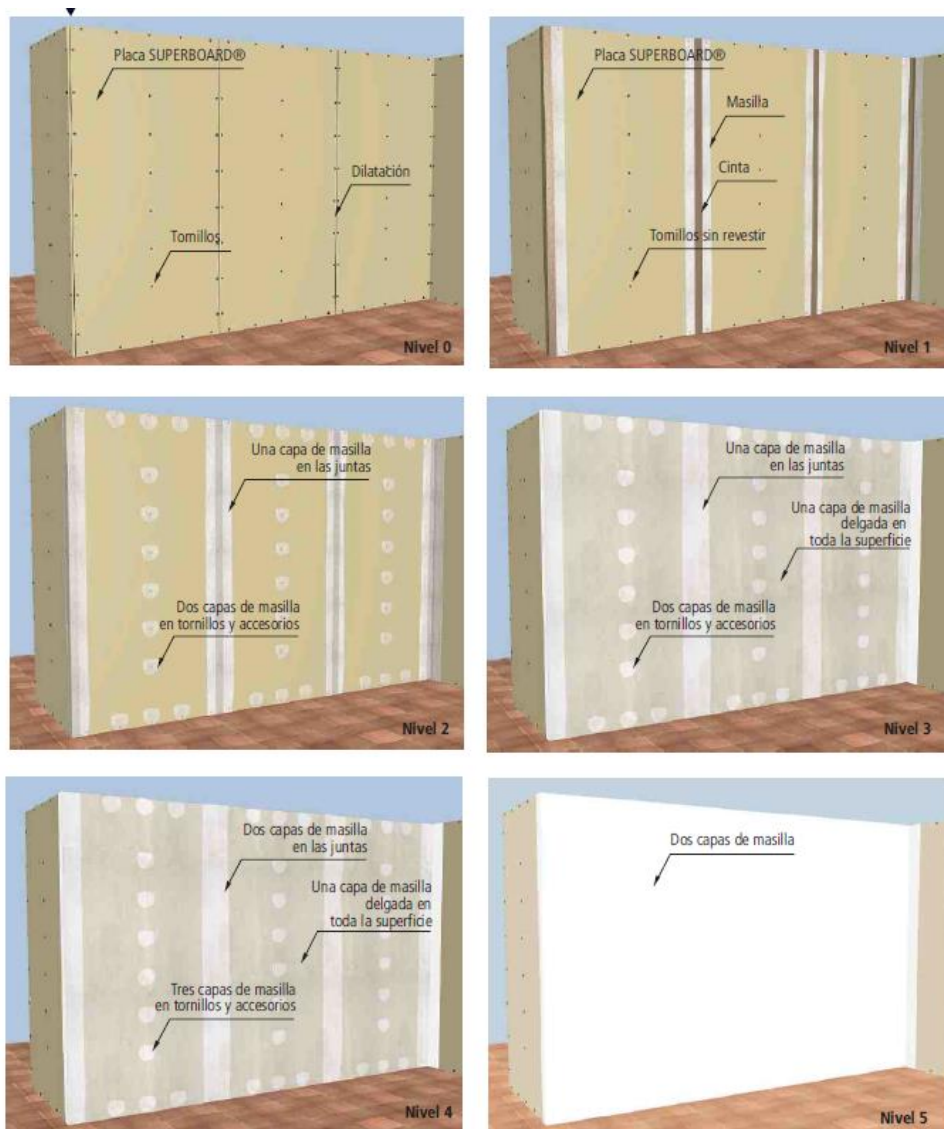 Placa SUPERBOARD®
Dilatación
Tornillos
Nivel 0
Placa SUPERBOARD®
Masilla
Cinta
Tornillos sin revestir
Nivel 1
Una capa de masilla
en las juntas
Dos capas de masilla
en tornillos y accesorios
Nivel 2
Una capa de masilla
en las juntas
Una capa de masilla
delgada en
toda la superficie
Dos capas de masilla
en tornillos y accesorios
Nivel 3
Dos capas de masilla
en las juntas
Una capa de masilla
delgada en
toda la superficie
Tres capas de masilla
en tornillos y accesorios
Nivel 4
Dos capas de masilla
Nivel 5